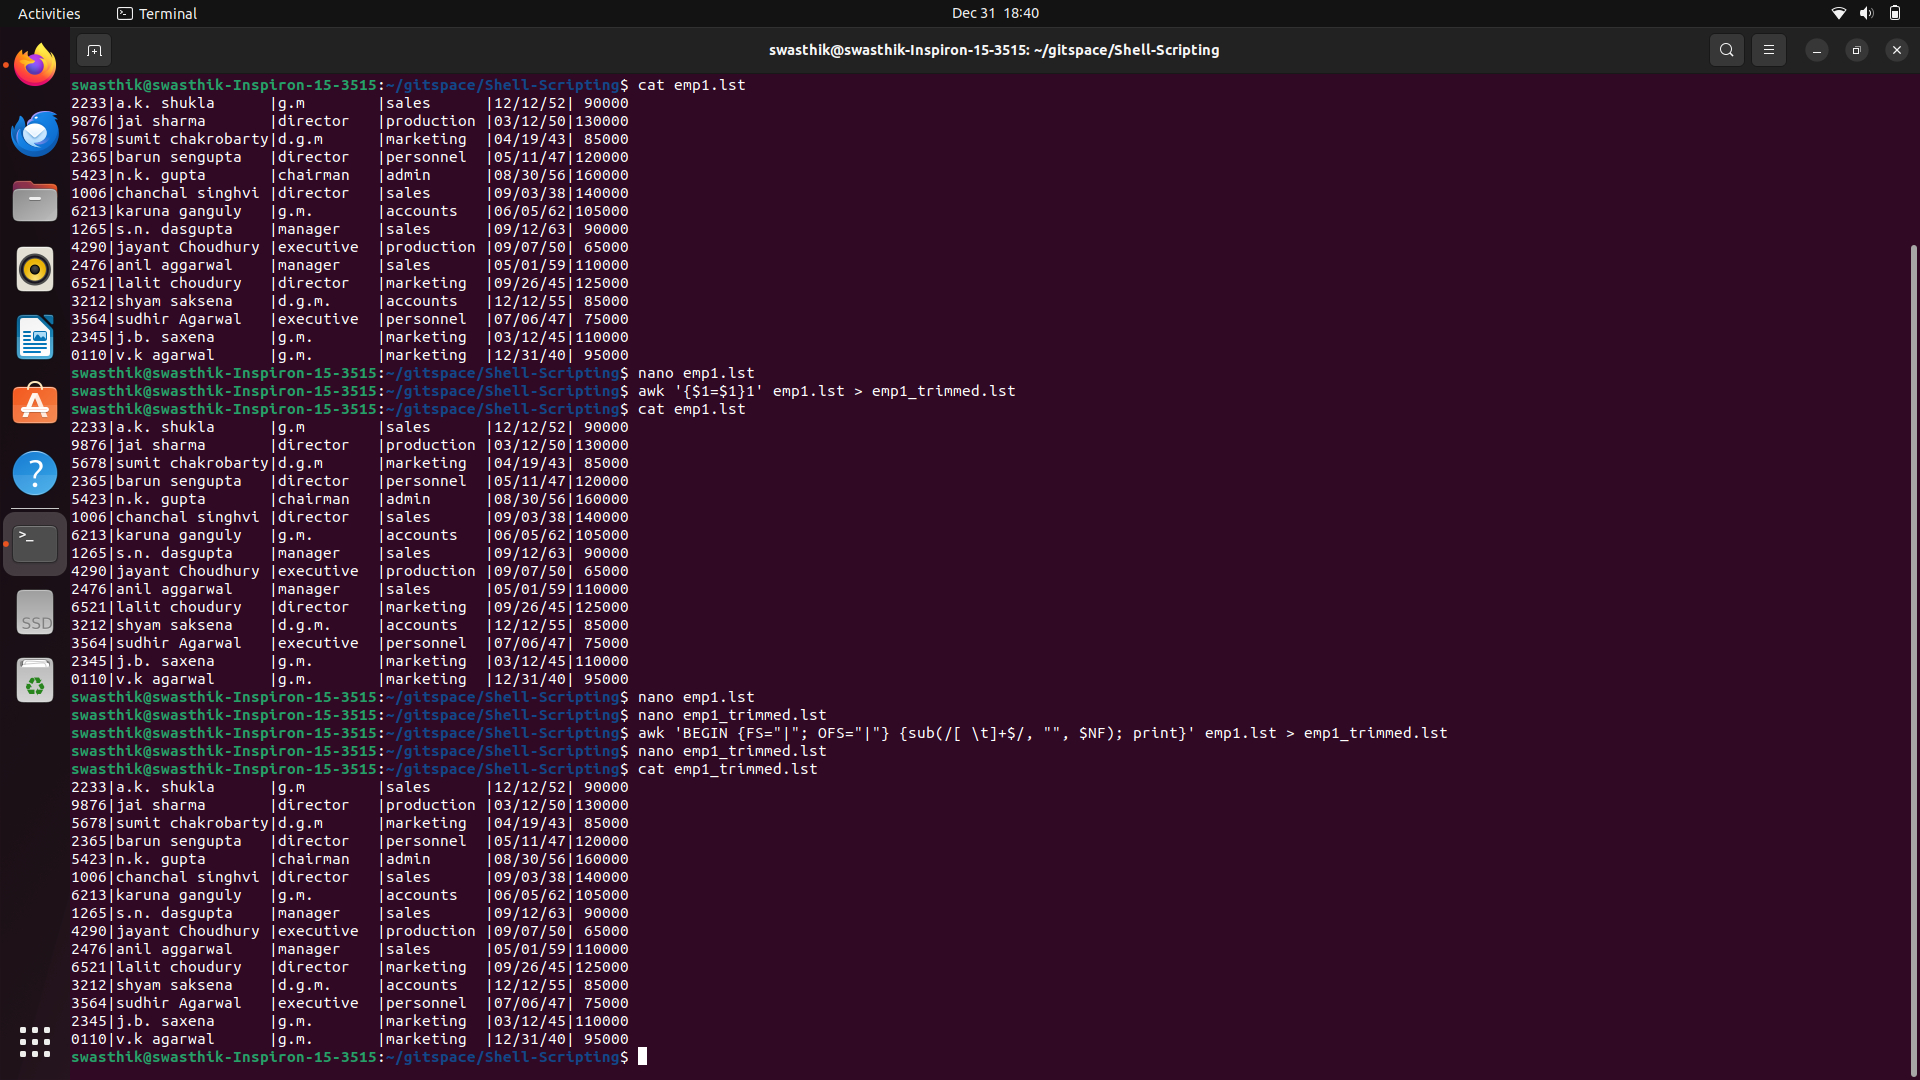 Activities
Terminal
Dec 31 18:40
swasthik@swasthik-Inspiron-15-3515: ~/gitspace/Shell-Scripting
swasthik@swasthik-Inspiron-15-3515:~/gitspace/Shell-Scripting$ cat emp1.lst
2233|a.k. shukla      |g.m       |sales      |12/12/52| 90000
9876|jai sharma       |director  |production |03/12/50|130000
5678|sumit chakrobarty|d.g.m     |marketing  |04/19/43| 85000
2365|barun sengupta   |director  |personnel  |05/11/47|120000
5423|n.k. gupta       |chairman  |admin      |08/30/56|160000
1006|chanchal singhvi |director  |sales      |09/03/38|140000
6213|karuna ganguly   |g.m.      |accounts   |06/05/62|105000
1265|s.n. dasgupta    |manager   |sales      |09/12/63| 90000
4290|jayant Choudhury |executive |production |09/07/50| 65000
2476|anil aggarwal    |manager   |sales      |05/01/59|110000
6521|lalit choudury   |director  |marketing  |09/26/45|125000
3212|shyam saksena    |d.g.m.    |accounts   |12/12/55| 85000
3564|sudhir Agarwal   |executive |personnel  |07/06/47| 75000
2345|j.b. saxena      |g.m.      |marketing  |03/12/45|110000
0110|v.k agarwal      |g.m.      |marketing  |12/31/40| 95000
swasthik@swasthik-Inspiron-15-3515:~/gitspace/Shell-Scripting$ nano emp1.lst
swasthik@swasthik-Inspiron-15-3515:~/gitspace/Shell-Scripting$ awk '{$1=$1}1' emp1.lst > emp1_trimmed.lst
swasthik@swasthik-Inspiron-15-3515:~/gitspace/Shell-Scripting$ cat emp1.lst
2233|a.k. shukla      |g.m       |sales      |12/12/52| 90000
9876|jai sharma       |director  |production |03/12/50|130000
5678|sumit chakrobarty|d.g.m     |marketing  |04/19/43| 85000
2365|barun sengupta   |director  |personnel  |05/11/47|120000
5423|n.k. gupta       |chairman  |admin      |08/30/56|160000
1006|chanchal singhvi |director  |sales      |09/03/38|140000
6213|karuna ganguly   |g.m.      |accounts   |06/05/62|105000
1265|s.n. dasgupta    |manager   |sales      |09/12/63| 90000
4290|jayant Choudhury |executive |production |09/07/50| 65000
2476|anil aggarwal    |manager   |sales      |05/01/59|110000
6521|lalit choudury   |director  |marketing  |09/26/45|125000
3212|shyam saksena    |d.g.m.    |accounts   |12/12/55| 85000
3564|sudhir Agarwal   |executive |personnel  |07/06/47| 75000
2345|j.b. saxena      |g.m.      |marketing  |03/12/45|110000
0110|v.k agarwal      |g.m.      |marketing  |12/31/40| 95000
swasthik@swasthik-Inspiron-15-3515:~/gitspace/Shell-Scripting$ nano emp1.lst
swasthik@swasthik-Inspiron-15-3515:~/gitspace/Shell-Scripting$ nano emp1_trimmed.lst
swasthik@swasthik-Inspiron-15-3515:~/gitspace/Shell-Scripting$ awk 'BEGIN {FS="|"; OFS="|"} {sub(/[ \t]+$/, "", $NF); print}' emp1.lst > emp1_trimmed.lst
swasthik@swasthik-Inspiron-15-3515:~/gitspace/Shell-Scripting$ nano emp1_trimmed.lst
swasthik@swasthik-Inspiron-15-3515:~/gitspace/Shell-Scripting$ cat emp1_trimmed.lst
2233|a.k. shukla      |g.m       |sales      |12/12/52| 90000
9876|jai sharma       |director  |production |03/12/50|130000
5678|sumit chakrobarty|d.g.m     |marketing  |04/19/43| 85000
2365|barun sengupta   |director  |personnel  |05/11/47|120000
5423|n.k. gupta       |chairman  |admin      |08/30/56|160000
1006|chanchal singhvi |director  |sales      |09/03/38|140000
6213|karuna ganguly   |g.m.      |accounts   |06/05/62|105000
1265|s.n. dasgupta    |manager   |sales      |09/12/63| 90000
4290|jayant Choudhury |executive |production |09/07/50| 65000
2476|anil aggarwal    |manager   |sales      |05/01/59|110000
6521|lalit choudury   |director  |marketing  |09/26/45|125000
3212|shyam saksena    |d.g.m.    |accounts   |12/12/55| 85000
3564|sudhir Agarwal   |executive |personnel  |07/06/47| 75000
2345|j.b. saxena      |g.m.      |marketing  |03/12/45|110000
0110|v.k agarwal      |g.m.      |marketing  |12/31/40| 95000
swasthik@swasthik-Inspiron-15-3515:~/gitspace/Shell-Scripting$
SSD